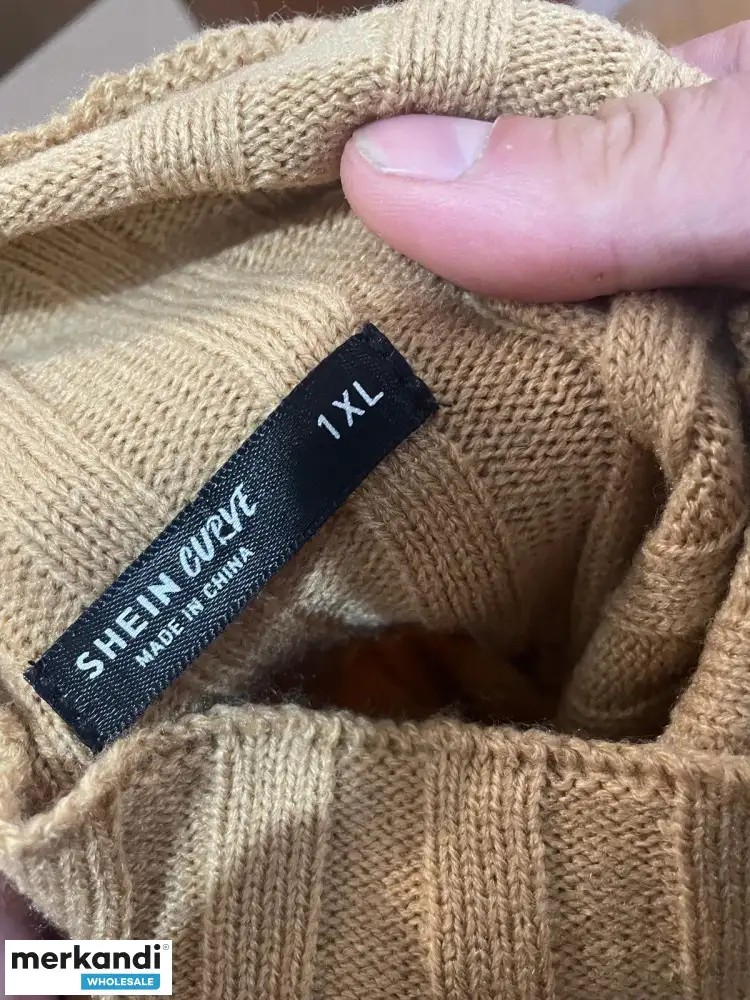 1XL
SHEIN CURVE
MADE IN CHINA
merkandi®
WHOLESALE